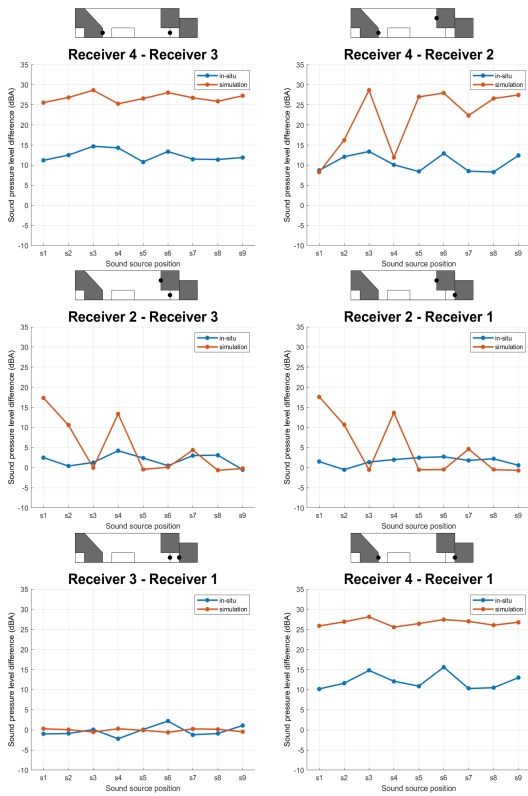 Receiver 4 - Receiver 3
35
30
25
20
15
10
5
0
-5
-10
Sound pressure level difference (dBA)
in-situ
simulation
s1 s2 s3 s4 s5 s6 s7 s8 s9
Sound source position
Receiver 4 - Receiver 2
35
30
25
20
15
10
5
0
-5
-10
Sound pressure level difference (dBA)
in-situ
simulation
s1 s2 s3 s4 s5 s6 s7 s8 s9
Sound source position
Receiver 2 - Receiver 3
35
30
25
20
15
10
5
0
-5
-10
Sound pressure level difference (dBA)
in-situ
simulation
s1 s2 s3 s4 s5 s6 s7 s8 s9
Sound source position
Receiver 2 - Receiver 1
35
30
25
20
15
10
5
0
-5
-10
Sound pressure level difference (dBA)
in-situ
simulation
s1 s2 s3 s4 s5 s6 s7 s8 s9
Sound source position
Receiver 3 - Receiver 1
35
30
25
20
15
10
5
0
-5
-10
Sound pressure level difference (dBA)
in-situ
simulation
s1 s2 s3 s4 s5 s6 s7 s8 s9
Sound source position
Receiver 4 - Receiver 1
35
30
25
20
15
10
5
0
-5
-10
Sound pressure level difference (dBA)
in-situ
simulation
s1 s2 s3 s4 s5 s6 s7 s8 s9
Sound source position